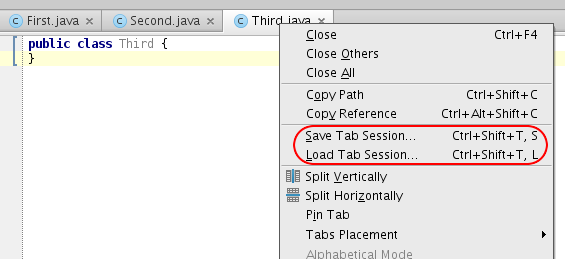 First.java Second.java Third.java
public class Third {
}
Close Ctrl+F4
Close Others
Close All
Copy Path Ctrl+Shift+C
Copy Reference Ctrl+Alt+Shift+C
Save Tab Session... Ctrl+Shift+T, S
Load Tab Session... Ctrl+Shift+T, L
Split Vertically
Split Horizontally
Pin Tab
Tabs Placement
Alphabetical Mode